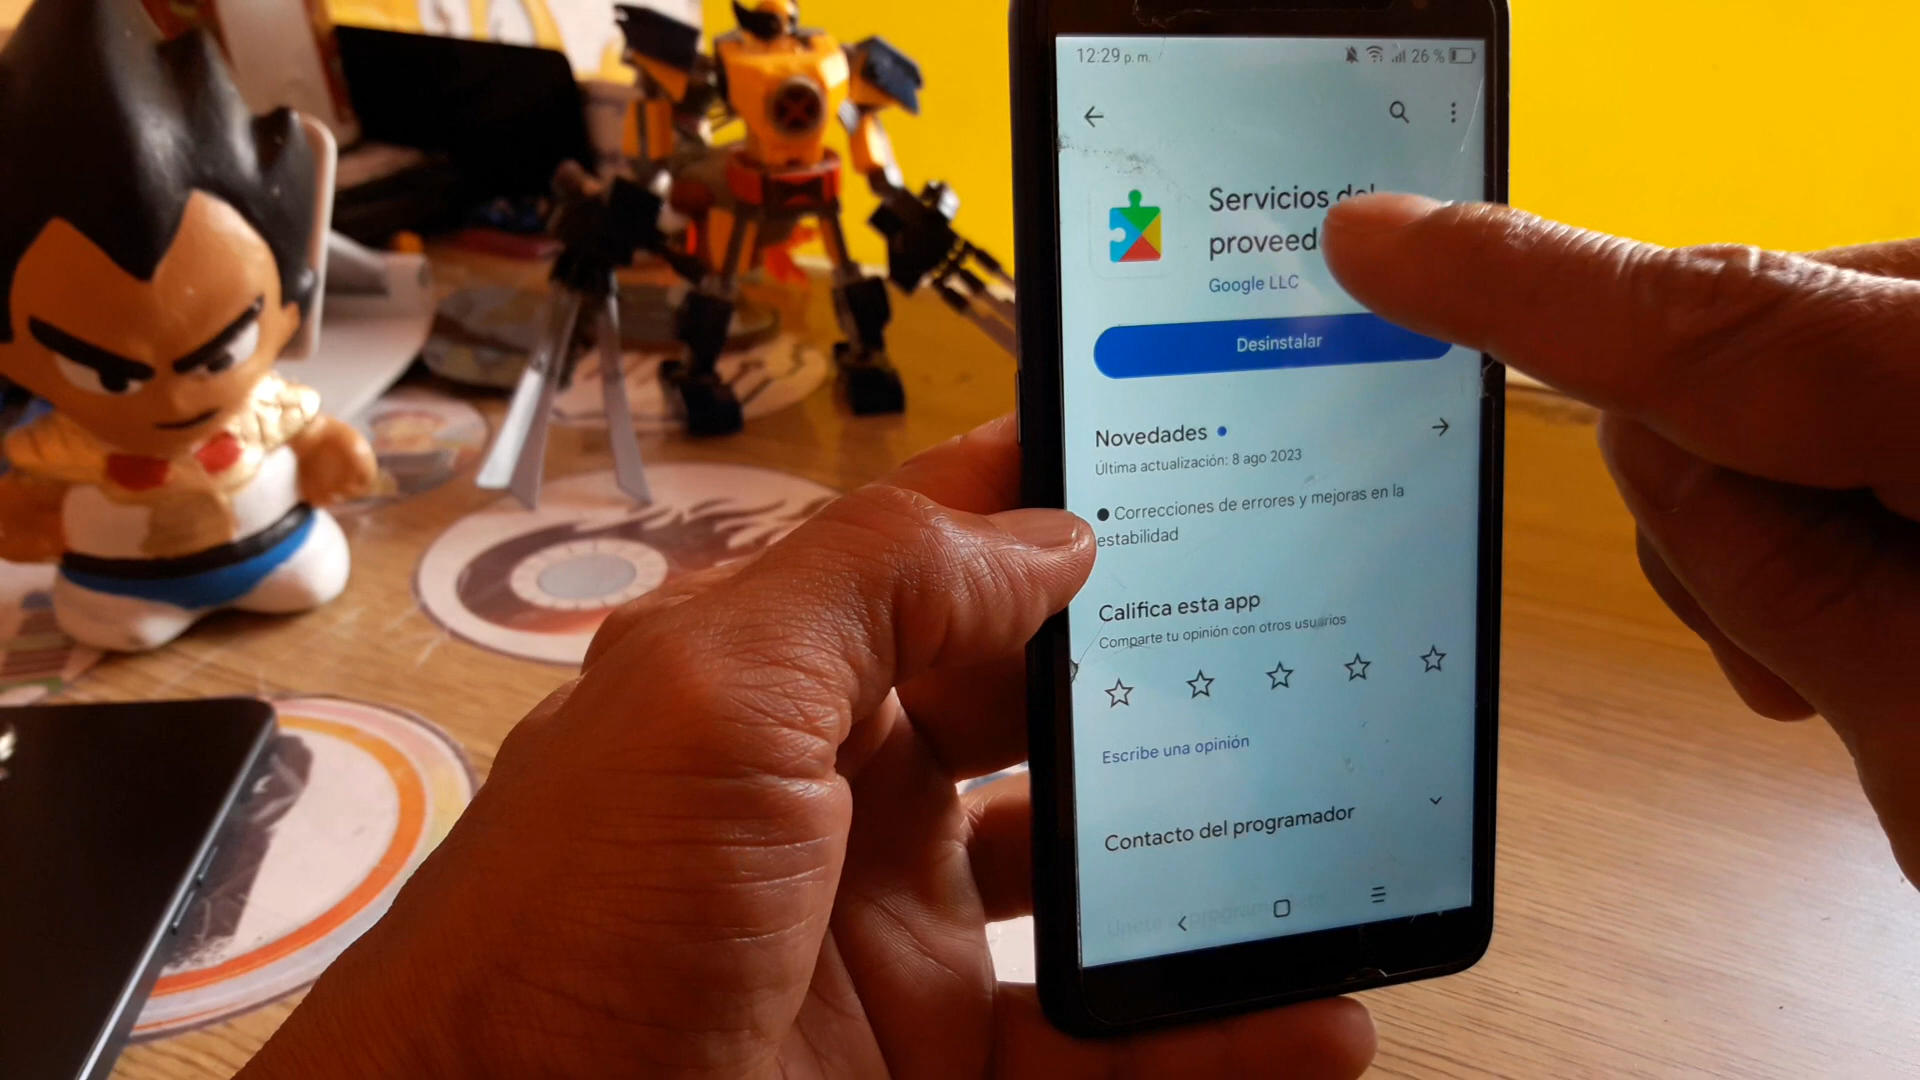 12:29 p. m.
26 %
Servicios del
proveed
Google LLC
Desinstalar
Novedades
Última actualización: 8 ago 2023
● Correcciones de errores y mejoras en la
estabilidad
Califica esta app
Comparte tu opinión con otros usuarios
Escribe una opinión
Contacto del programador